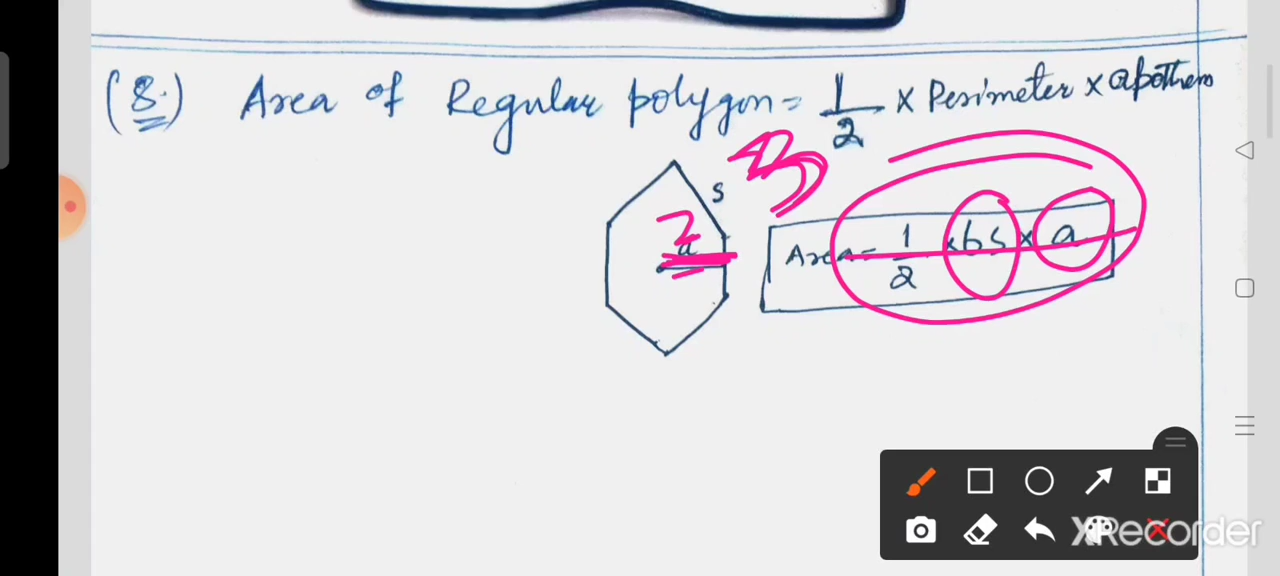 (8.) Area of Regular polygon = 1/2 × Perimeter × apothem
s
a
Area = 1/2 × 6s × a
XRecorder